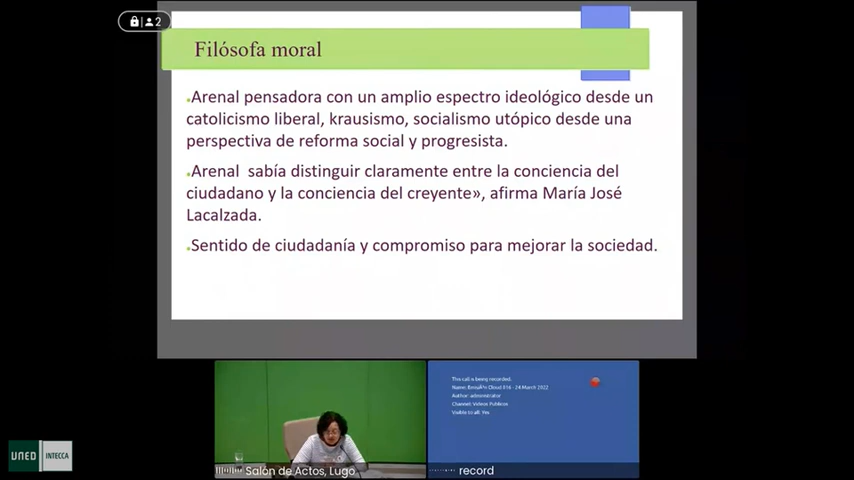 2
Filósofa moral
Arenal pensadora con un amplio espectro ideológico desde un
catolicismo liberal, krausismo, socialismo utópico desde una
perspectiva de reforma social y progresista.
Arenal sabía distinguir claramente entre la conciencia del
ciudadano y la conciencia del creyente», afirma María José
Lacalzada.
Sentido de ciudadanía y compromiso para mejorar la sociedad.
This call is being recorded.
Author: administrator
Channel: Videos Publicos
Visible to all: Yes
Salón de Actos, Lugo
record
UNED INTECCA